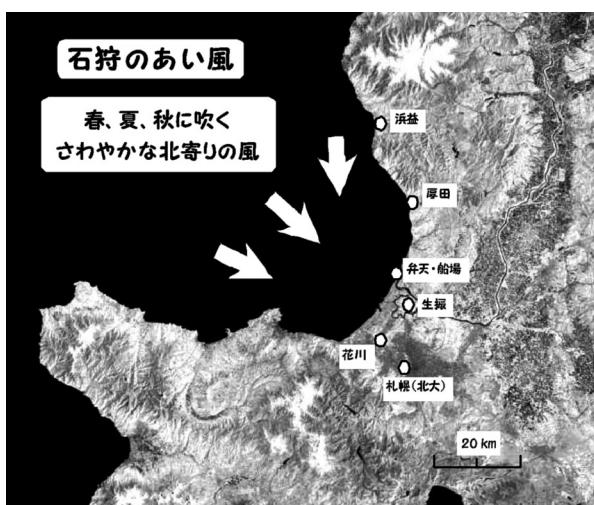 石狩のあい風
春、夏、秋に吹く
さわやかな北寄りの風
浜益
厚田
弁天・船場
生振
花川
札幌(北大)
20 km